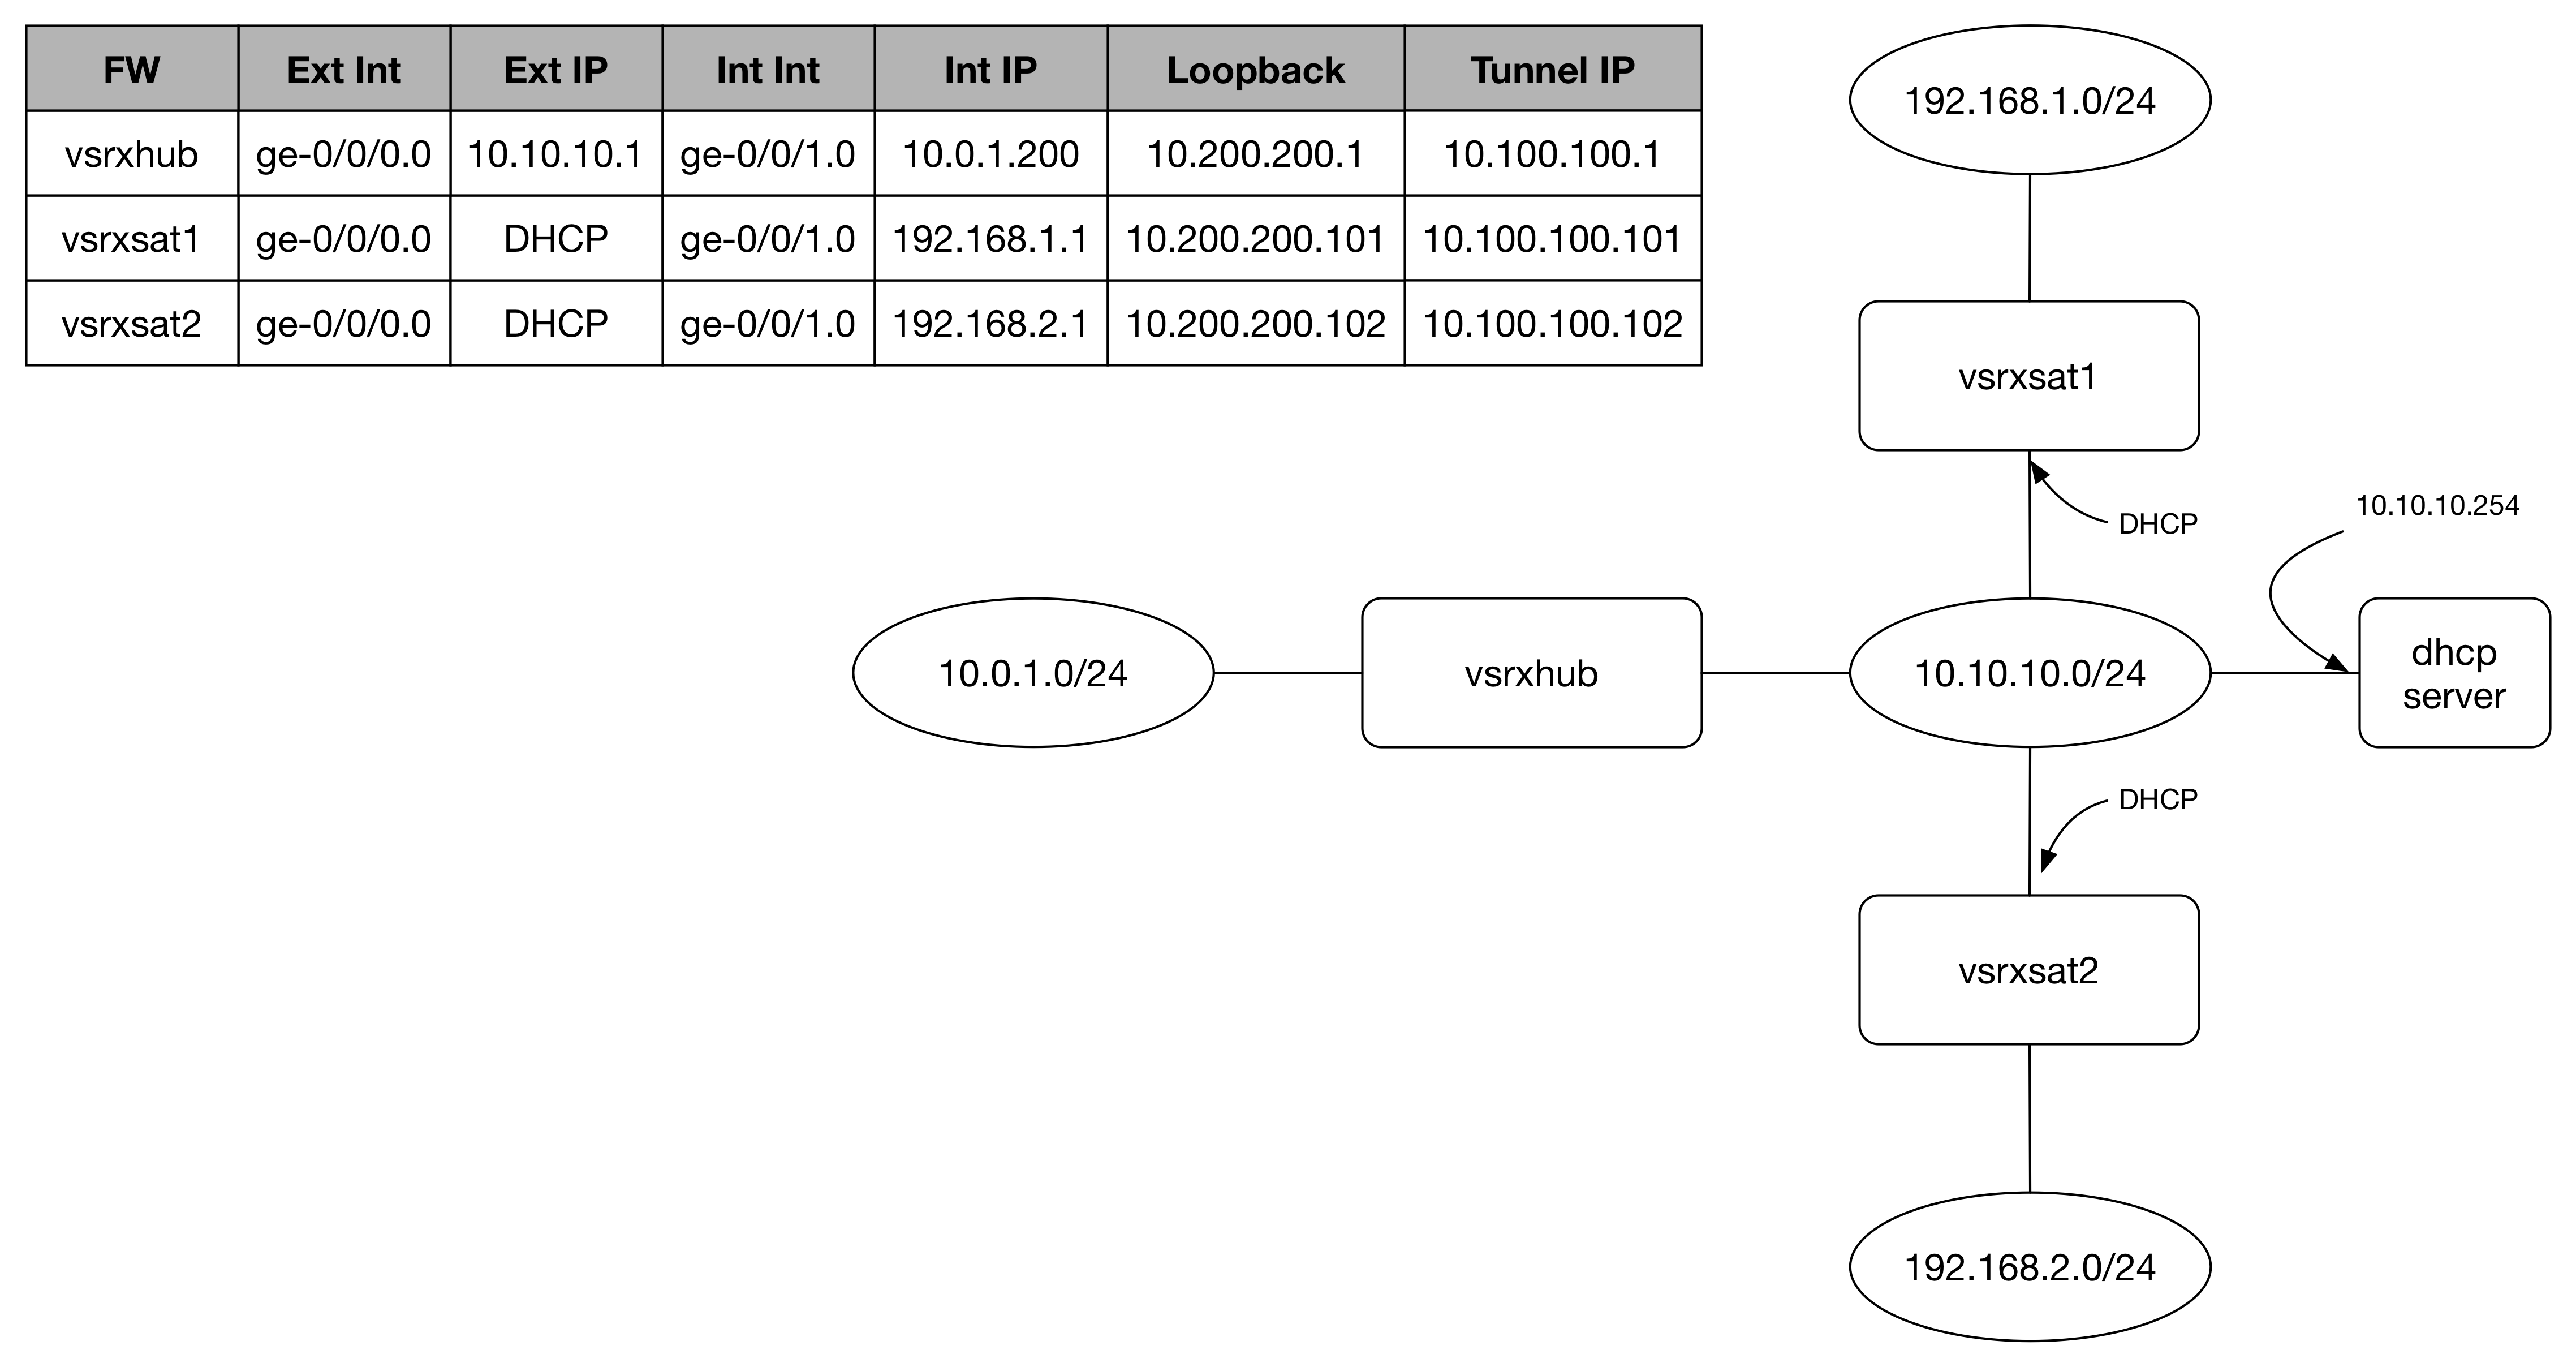 FW Ext Int Ext IP Int Int Int IP Loopback Tunnel IP
vsrxhub ge-0/0/0.0 10.10.10.1 ge-0/0/1.0 10.0.1.200 10.200.200.1 10.100.100.1
vsrxsat1 ge-0/0/0.0 DHCP ge-0/0/1.0 192.168.1.1 10.200.200.101 10.100.100.101
vsrxsat2 ge-0/0/0.0 DHCP ge-0/0/1.0 192.168.2.1 10.200.200.102 10.100.100.102
192.168.1.0/24
vsrxsat1
10.10.10.254
DHCP
10.0.1.0/24
vsrxhub
10.10.10.0/24
dhcp
server
DHCP
vsrxsat2
192.168.2.0/24